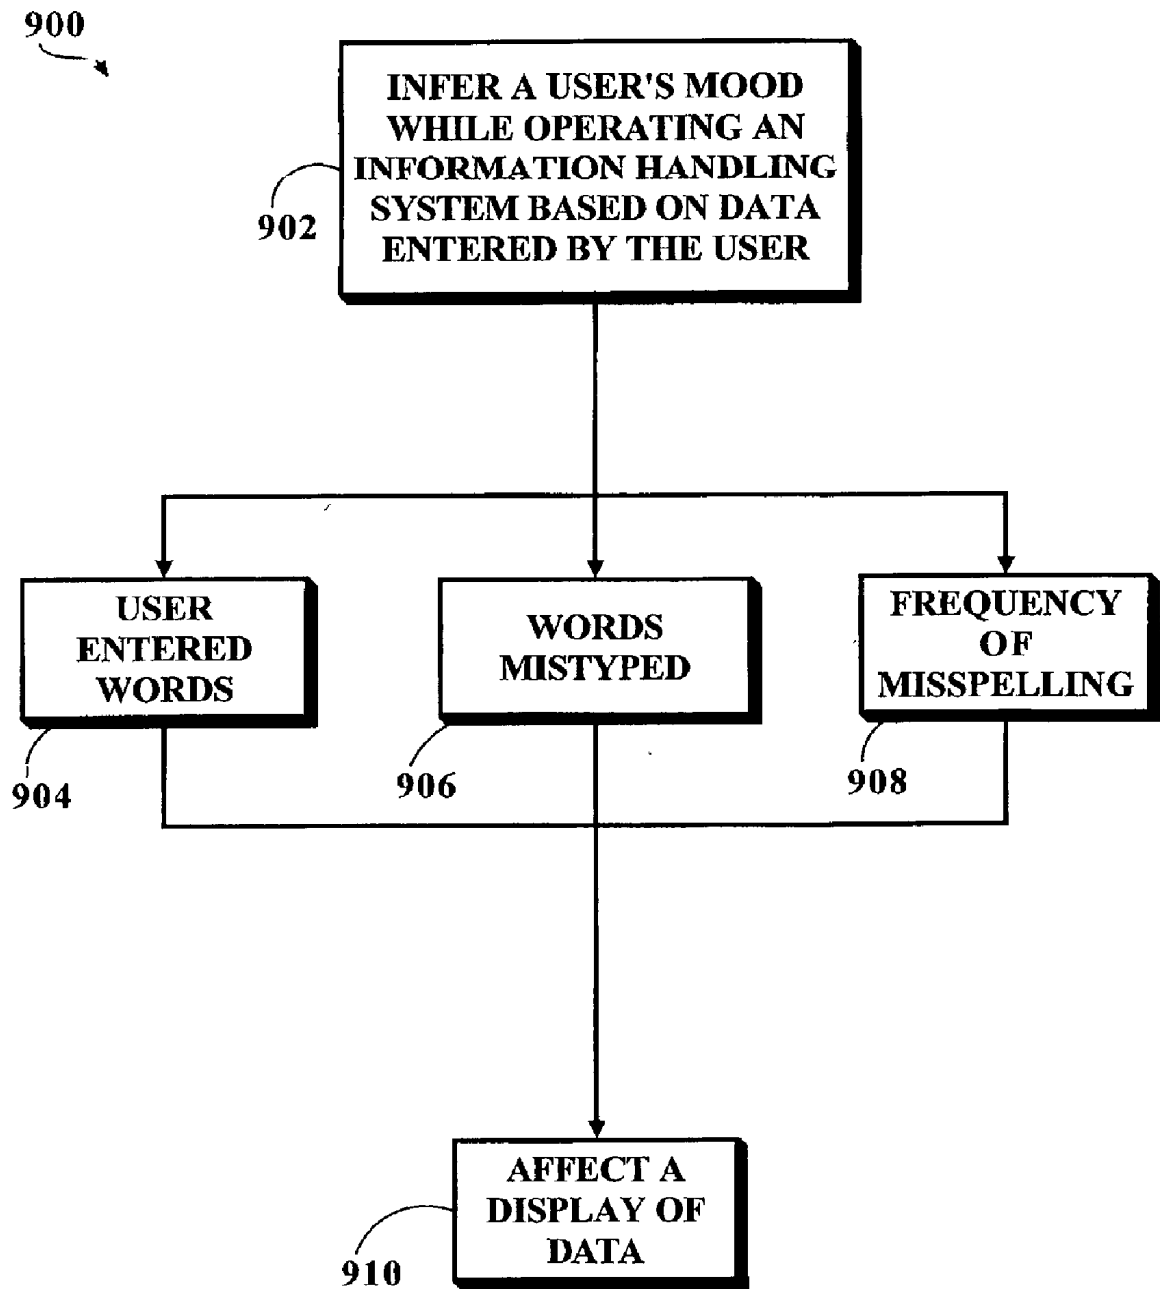 900
INFER A USER'S MOOD
WHILE OPERATING AN
INFORMATION HANDLING
SYSTEM BASED ON DATA
ENTERED BY THE USER
902
USER
ENTERED
WORDS
904
WORDS
MISTYPED
906
FREQUENCY
OF
MISSPELLING
908
AFFECT A
DISPLAY OF
DATA
910